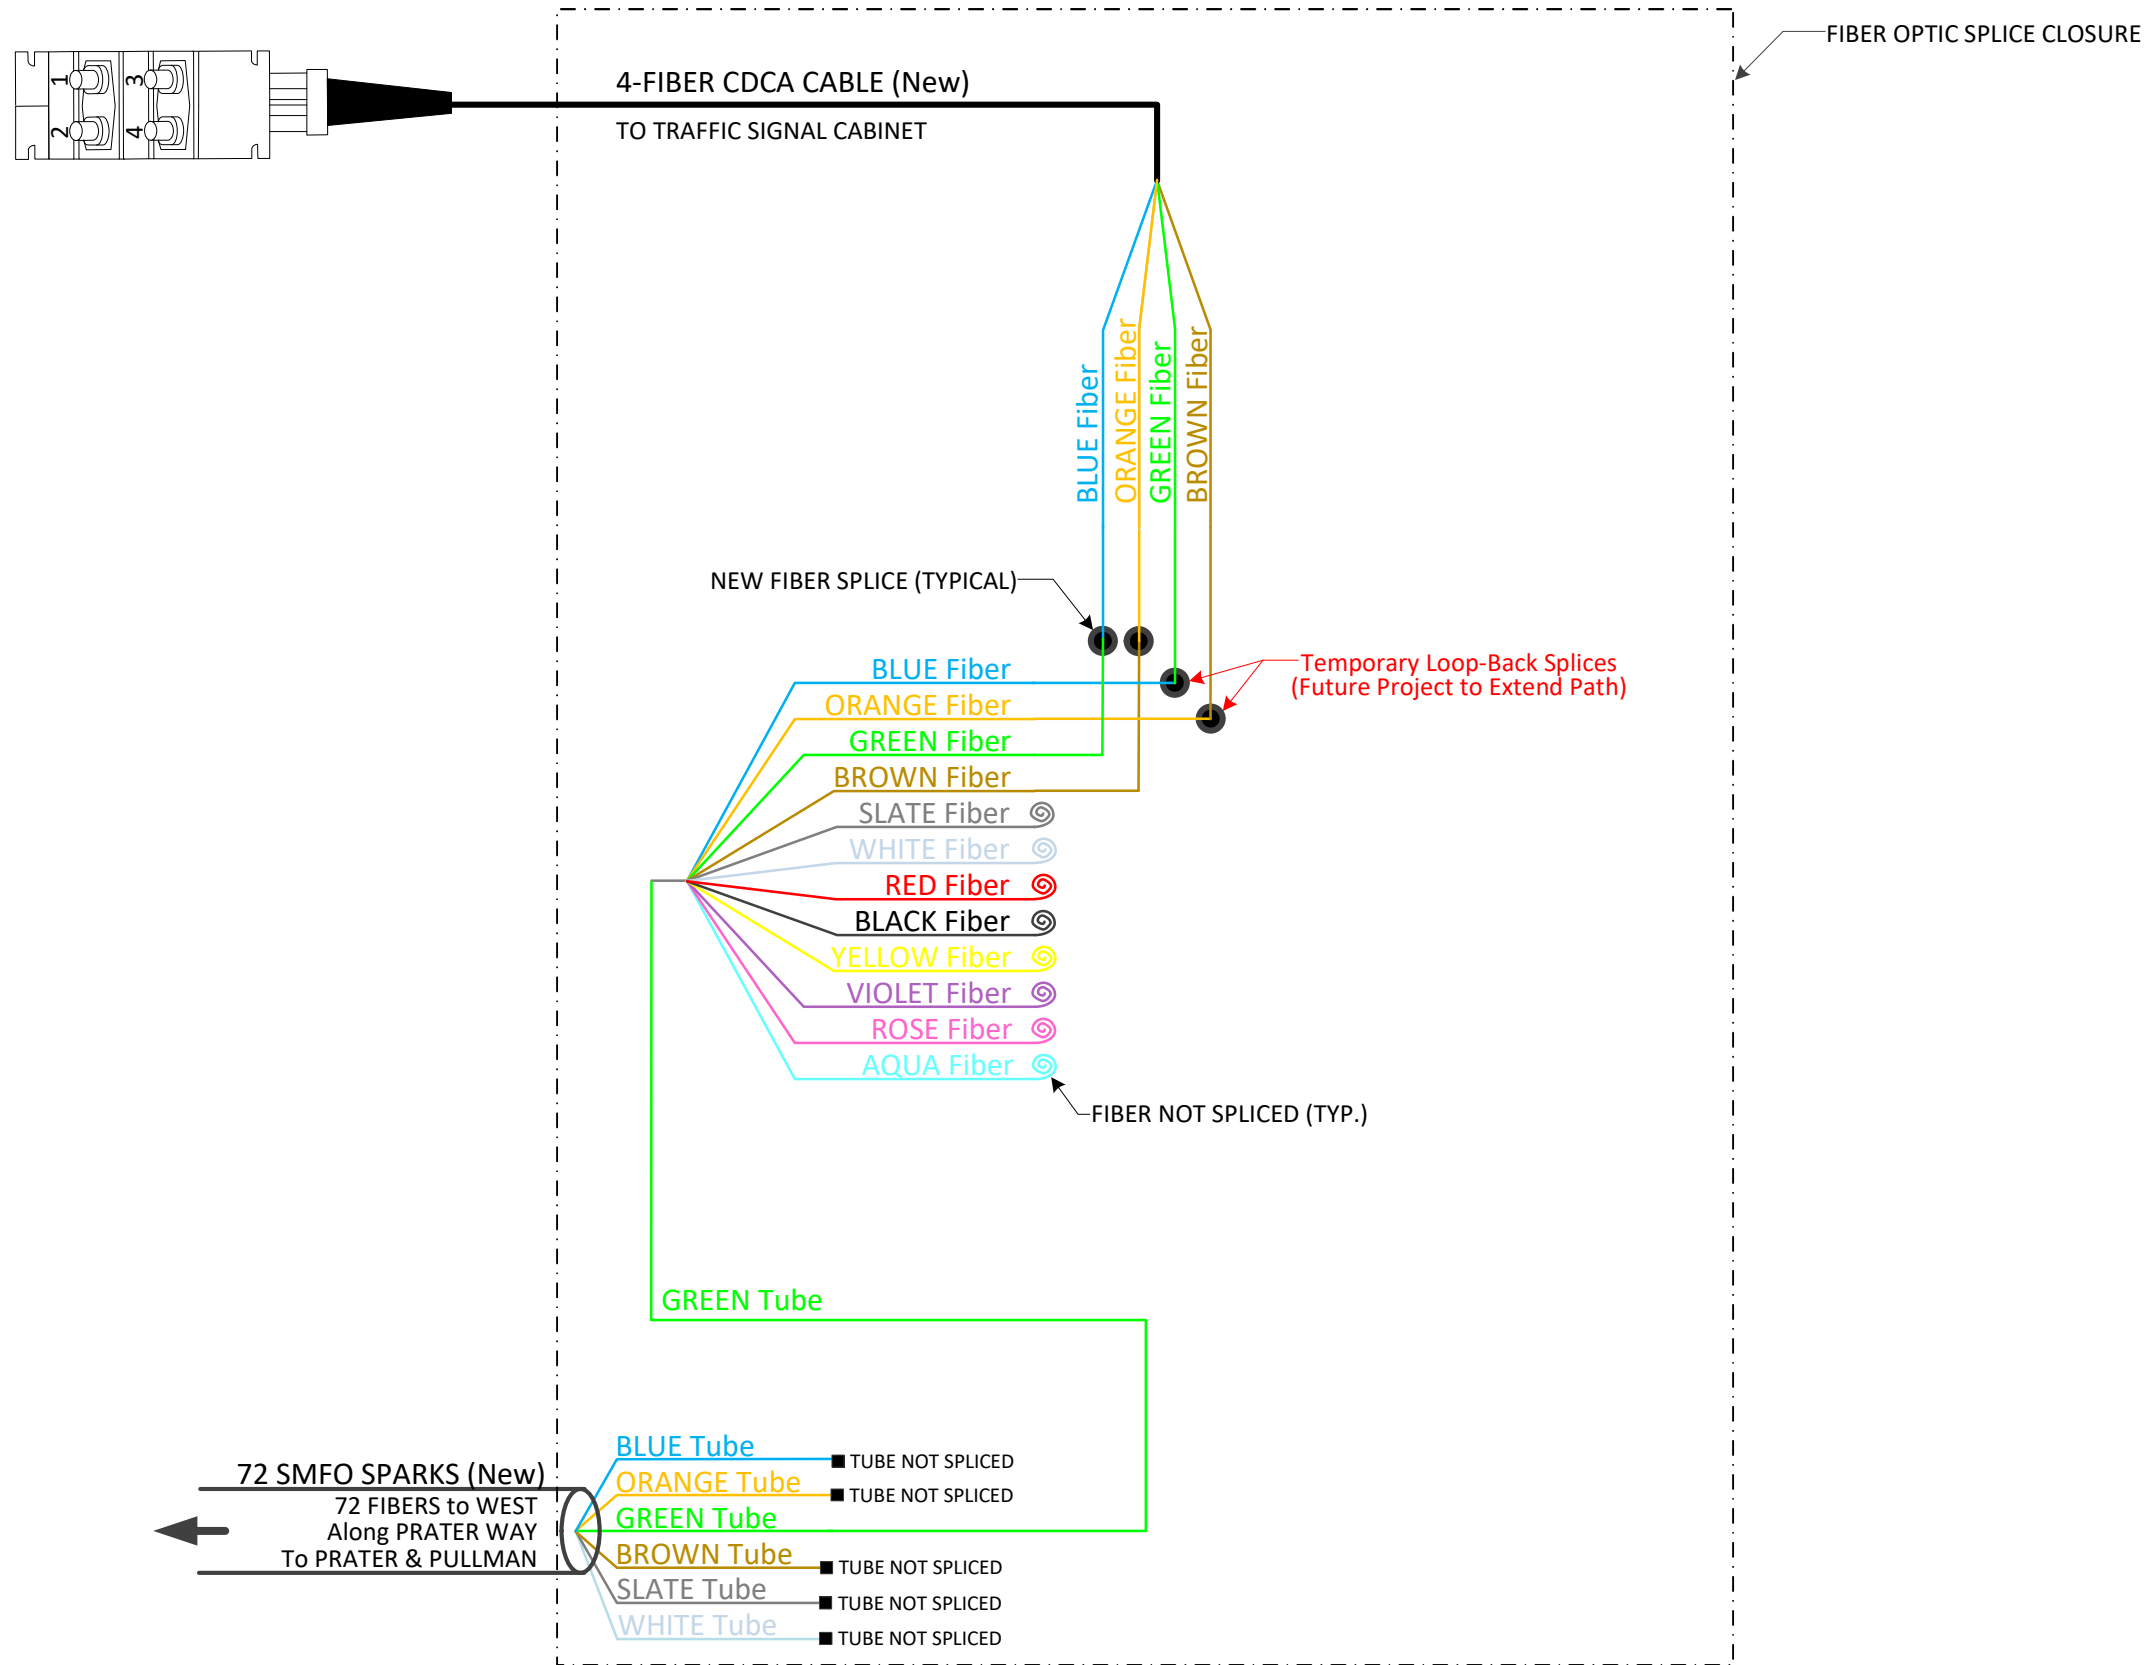 FIBER OPTIC SPLICE CLOSURE
1
3
2
4
4-FIBER CDCA CABLE (New)
TO TRAFFIC SIGNAL CABINET
BLUE Fiber
ORANGE Fiber
GREEN Fiber
BROWN Fiber
NEW FIBER SPLICE (TYPICAL)
Temporary Loop-Back Splices
(Future Project to Extend Path)
BLUE Fiber
ORANGE Fiber
GREEN Fiber
BROWN Fiber
SLATE Fiber
WHITE Fiber
RED Fiber
BLACK Fiber
YELLOW Fiber
VIOLET Fiber
ROSE Fiber
AQUA Fiber
FIBER NOT SPLICED (TYP.)
GREEN Tube
72 SMFO SPARKS (New)
72 FIBERS to WEST
Along PRATER WAY
To PRATER & PULLMAN
BLUE Tube
TUBE NOT SPLICED
ORANGE Tube
TUBE NOT SPLICED
GREEN Tube
BROWN Tube
TUBE NOT SPLICED
SLATE Tube
TUBE NOT SPLICED
WHITE Tube
TUBE NOT SPLICED